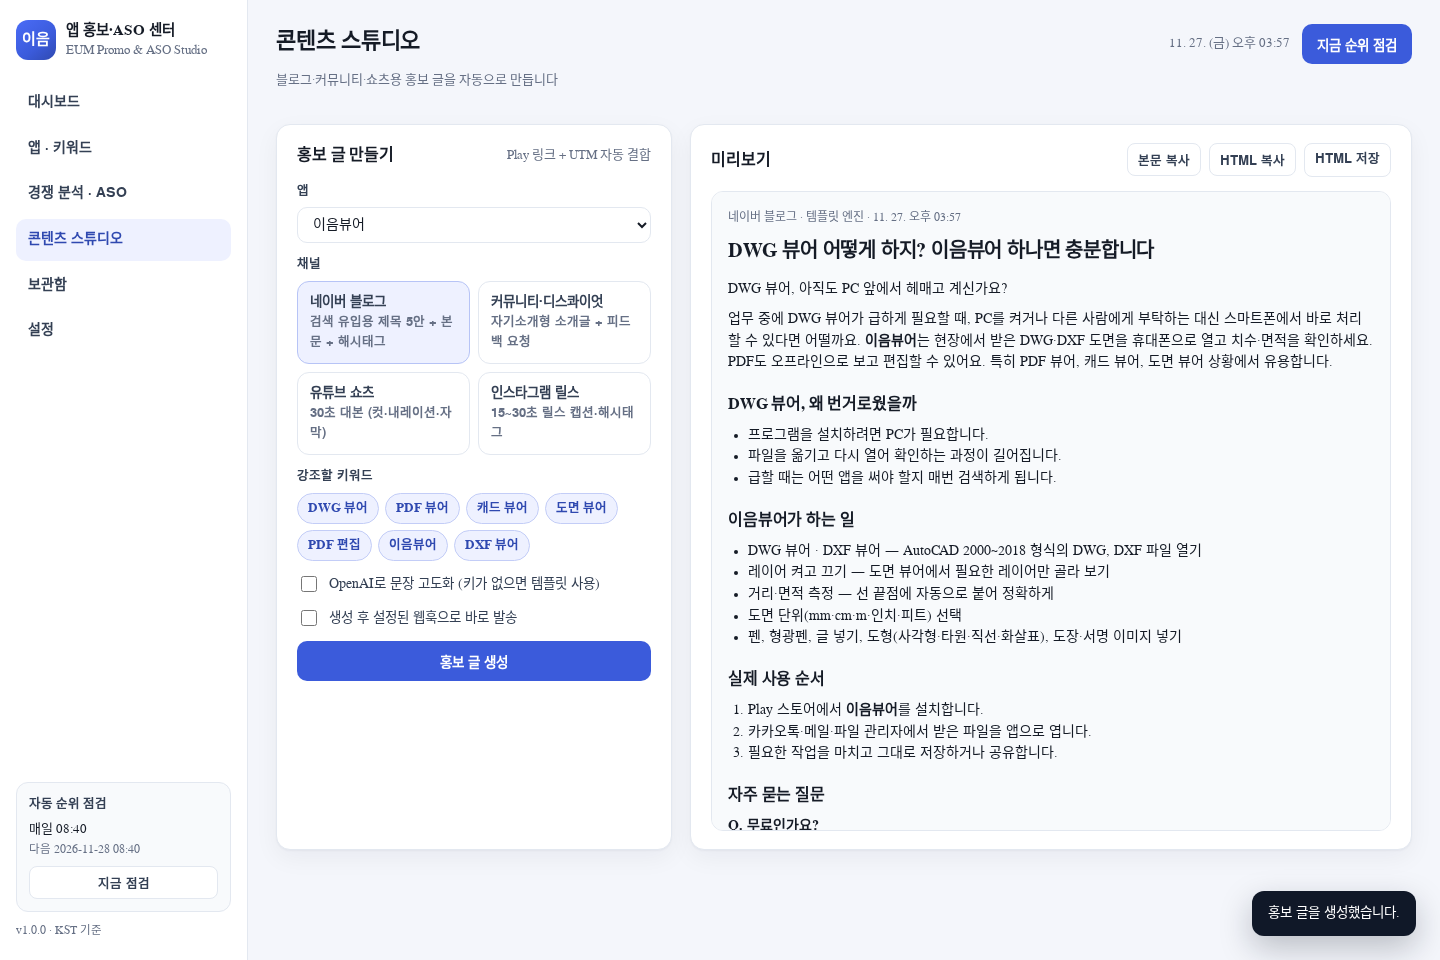 이음
앱 홍보·ASO 센터
EUM Promo & ASO Studio
대시보드
앱 · 키워드
경쟁 분석 · ASO
콘텐츠 스튜디오
보관함
설정
자동 순위 점검
매일 08:40
다음 2026-11-28 08:40
지금 점검
v1.0.0 · KST 기준
콘텐츠 스튜디오
블로그·커뮤니티·쇼츠용 홍보 글을 자동으로 만듭니다
11. 27. (금) 오후 03:57
지금 순위 점검
홍보 글 만들기
Play 링크 + UTM 자동 결합
앱
이음뷰어
채널
네이버 블로그
검색 유입용 제목 5안 + 본
문 + 해시태그
커뮤니티·디스콰이엇
자기소개형 소개글 + 피드
백 요청
유튜브 쇼츠
30초 대본 (컷·내레이션·자
막)
인스타그램 릴스
15~30초 릴스 캡션·해시태
그
강조할 키워드
DWG 뷰어
PDF 뷰어
캐드 뷰어
도면 뷰어
PDF 편집
이음뷰어
DXF 뷰어
OpenAI로 문장 고도화 (키가 없으면 템플릿 사용)
생성 후 설정된 웹훅으로 바로 발송
홍보 글 생성
미리보기
본문 복사
HTML 복사
HTML 저장
네이버 블로그 · 템플릿 엔진 · 11. 27. 오후 03:57
DWG 뷰어 어떻게 하지? 이음뷰어 하나면 충분합니다
DWG 뷰어, 아직도 PC 앞에서 헤매고 계신가요?
업무 중에 DWG 뷰어가 급하게 필요할 때, PC를 켜거나 다른 사람에게 부탁하는 대신 스마트폰에서 바로 처리
할 수 있다면 어떨까요. 이음뷰어는 현장에서 받은 DWG·DXF 도면을 휴대폰으로 열고 치수·면적을 확인하세요.
PDF도 오프라인으로 보고 편집할 수 있어요. 특히 PDF 뷰어, 캐드 뷰어, 도면 뷰어 상황에서 유용합니다.
DWG 뷰어, 왜 번거로웠을까
• 프로그램을 설치하려면 PC가 필요합니다.
• 파일을 옮기고 다시 열어 확인하는 과정이 길어집니다.
• 급할 때는 어떤 앱을 써야 할지 매번 검색하게 됩니다.
이음뷰어가 하는 일
• DWG 뷰어 · DXF 뷰어 — AutoCAD 2000~2018 형식의 DWG, DXF 파일 열기
• 레이어 켜고 끄기 — 도면 뷰어에서 필요한 레이어만 골라 보기
• 거리·면적 측정 — 선 끝점에 자동으로 붙어 정확하게
• 도면 단위(mm·cm·m·인치·피트) 선택
• 펜, 형광펜, 글 넣기, 도형(사각형·타원·직선·화살표), 도장·서명 이미지 넣기
실제 사용 순서
1. Play 스토어에서 이음뷰어를 설치합니다.
2. 카카오톡·메일·파일 관리자에서 받은 파일을 앱으로 엽니다.
3. 필요한 작업을 마치고 그대로 저장하거나 공유합니다.
자주 묻는 질문
Q. 무료인가요?
홍보 글을 생성했습니다.